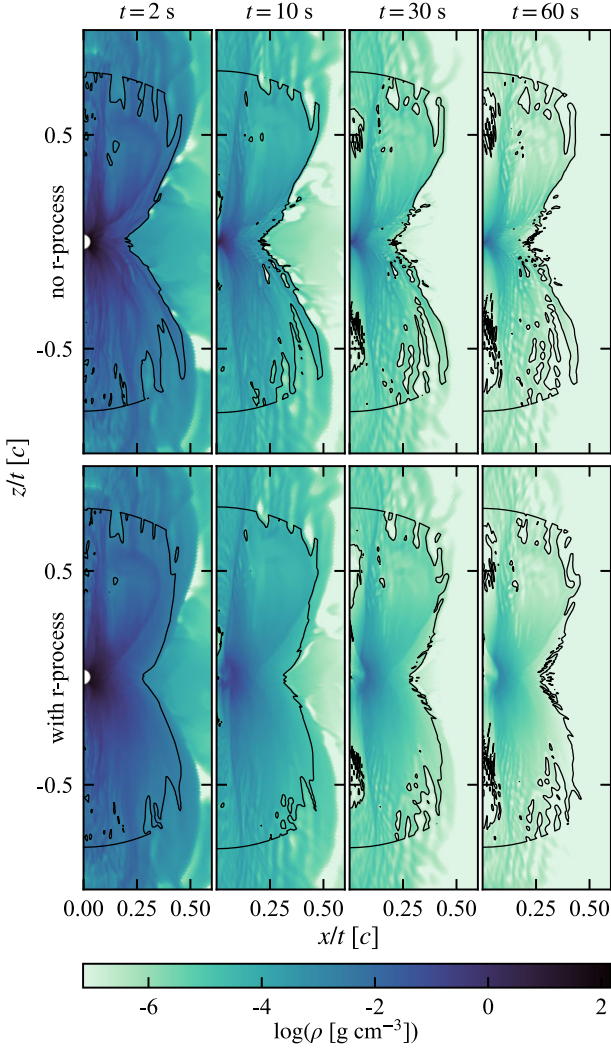 t = 2 s t = 10 s t = 30 s t = 60 s
0.5
no r-process
-0.5
z/t [c]
0.5
with r-process
-0.5
0.00 0.25 0.50 0.25 0.50 0.25 0.50 0.25 0.50
x/t [c]
-6 -4 -2 0 2
log(ρ [g cm⁻³])